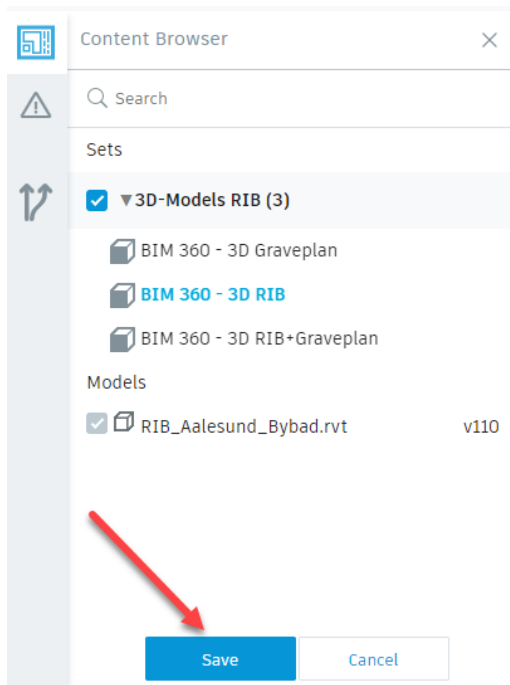 Content Browser
Search
Sets
3D-Models RIB (3)
BIM 360 - 3D Graveplan
BIM 360 - 3D RIB
BIM 360 - 3D RIB+Graveplan
Models
RIB_Aalesund_Bybad.rvt v110
Save Cancel